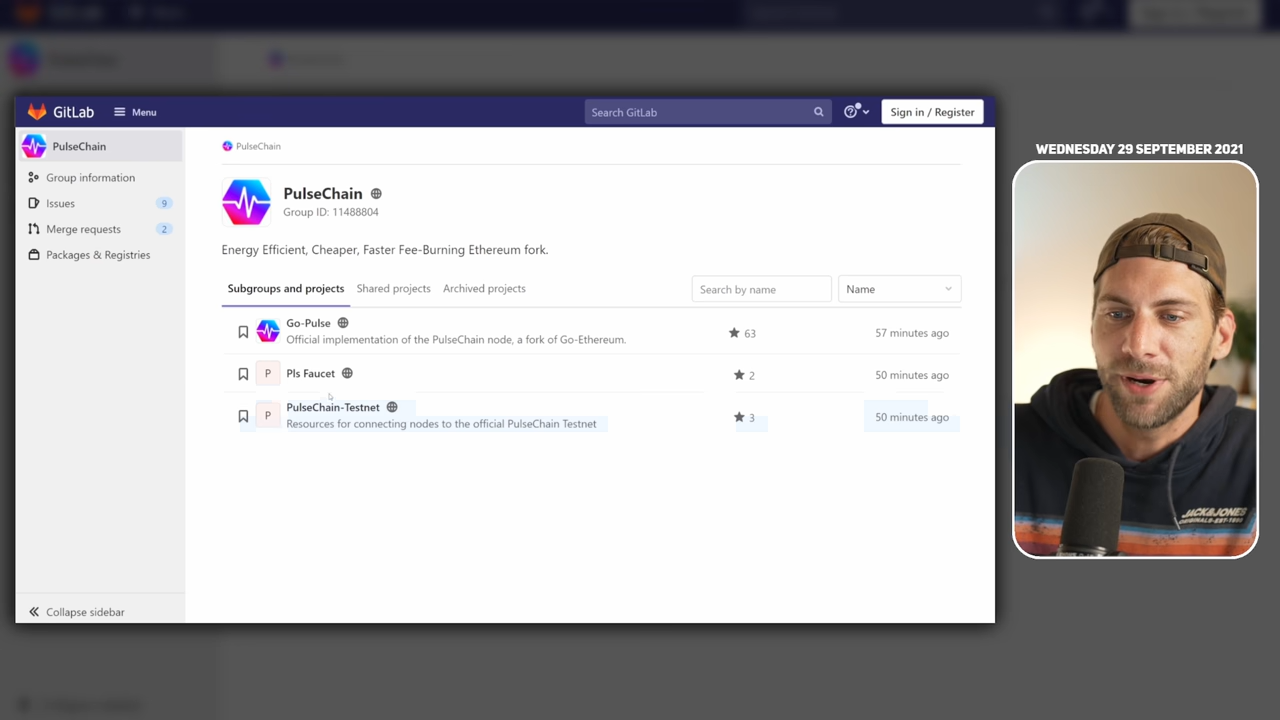 GitLab
Menu
Search GitLab
Sign in / Register
PulseChain
Group information
Issues 9
Merge requests 2
Packages & Registries
Collapse sidebar
PulseChain
PulseChain
Group ID: 11488804
Energy Efficient, Cheaper, Faster Fee-Burning Ethereum fork.
Subgroups and projects Shared projects Archived projects
Search by name
Name
Go-Pulse
Official implementation of the PulseChain node, a fork of Go-Ethereum.
63
57 minutes ago
P
Pls Faucet
2
50 minutes ago
P
PulseChain-Testnet
Resources for connecting nodes to the official PulseChain Testnet
3
50 minutes ago
WEDNESDAY 29 SEPTEMBER 2021
JACK&JONES